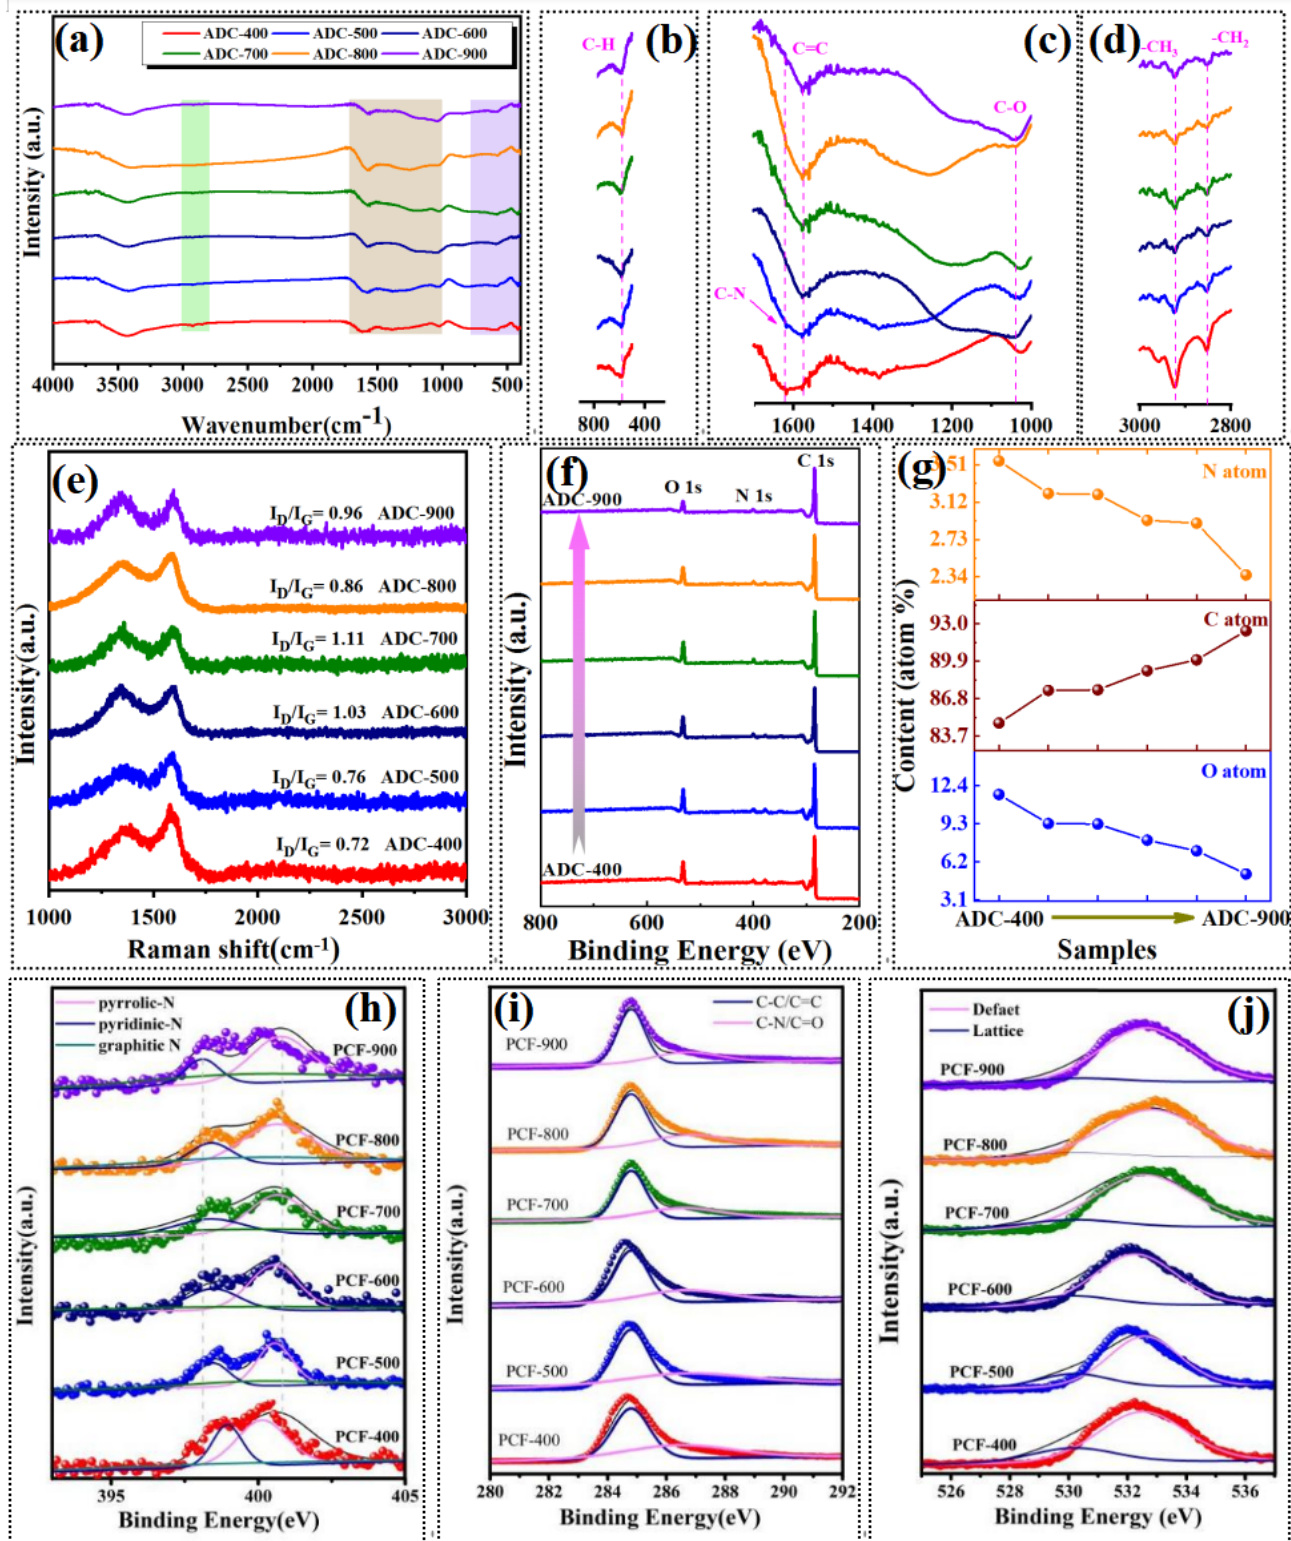 (a)
ADC-400 ADC-500 ADC-600
ADC-700 ADC-800 ADC-900
Intensity (a.u.)
4000 3500 3000 2500 2000 1500 1000 500
Wavenumber(cm-1)
(b)
C-H
800 400
(c)
C=C
C-O
C-N
1600 1400 1200 1000
(d)
-CH3 -CH2
3000 2800
(e)
ID/IG= 0.96 ADC-900
ID/IG= 0.86 ADC-800
ID/IG= 1.11 ADC-700
ID/IG= 1.03 ADC-600
ID/IG= 0.76 ADC-500
ID/IG= 0.72 ADC-400
Intensity(a.u.)
1000 1500 2000 2500 3000
Raman shift(cm-1)
(f)
C 1s
O 1s
N 1s
ADC-900
ADC-400
Intensity (a.u.)
800 600 400 200
Binding Energy (eV)
(g)
N atom
3.51
3.12
2.73
2.34
C atom
93.0
89.9
86.8
83.7
O atom
12.4
9.3
6.2
3.1
Content (atom %)
ADC-400 ADC-900
Samples
(h)
pyrrolic-N
pyridinic-N
graphitic N
PCF-900
PCF-800
PCF-700
PCF-600
PCF-500
PCF-400
Intensity(a.u.)
395 400 405
Binding Energy(eV)
(i)
C-C/C=C
C-N/C=O
PCF-900
PCF-800
PCF-700
PCF-600
PCF-500
PCF-400
Intensity(a.u.)
280 282 284 286 288 290 292
Binding Energy(eV)
(j)
Defaet
Lattice
PCF-900
PCF-800
PCF-700
PCF-600
PCF-500
PCF-400
Intensity(a.u.)
526 528 530 532 534 536
Binding Energy(eV)